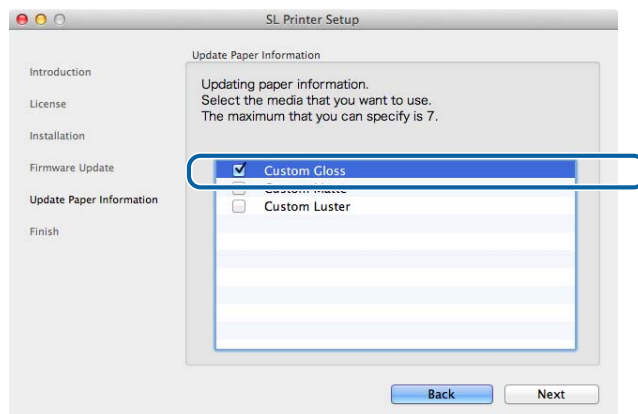 SL Printer Setup
Update Paper Information
Introduction
License
Installation
Firmware Update
Update Paper Information
Finish
Updating paper information.
Select the media that you want to use.
The maximum that you can specify is 7.
Custom Gloss
Custom Matte
Custom Luster
Back
Next